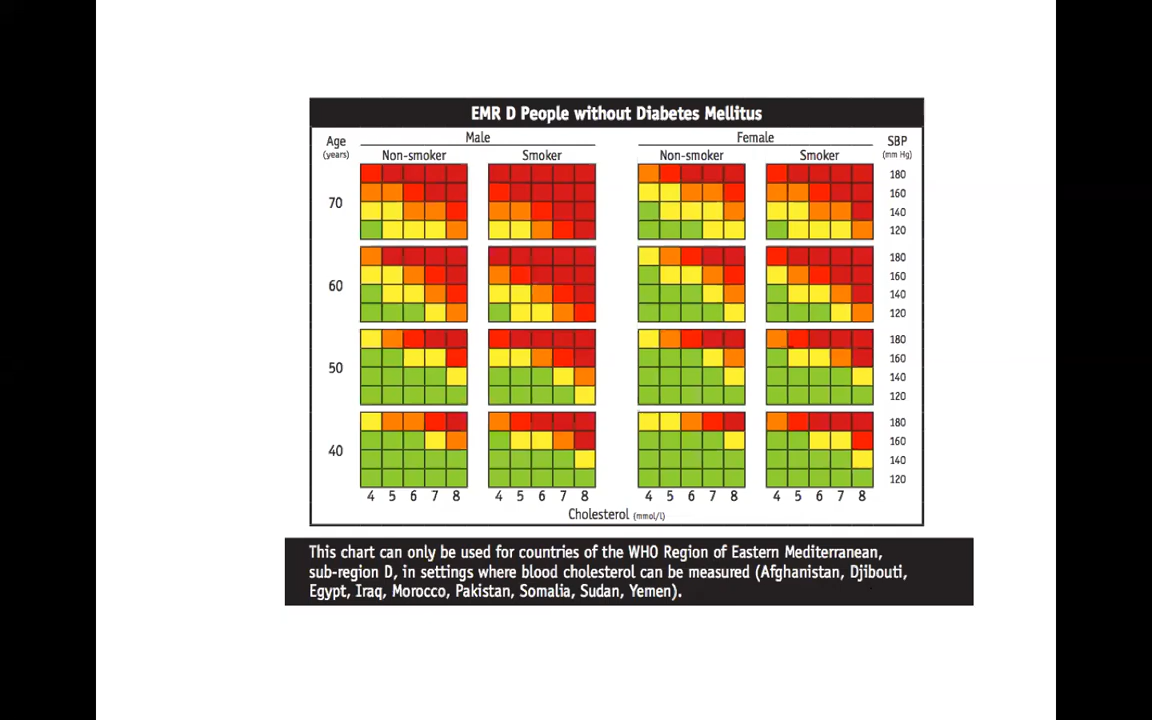 EMR D People without Diabetes Mellitus
Age Male Female SBP
(years) Non-smoker Smoker Non-smoker Smoker (mm Hg)
180
160
70
140
120
180
160
60
140
120
180
160
50
140
120
180
160
40
140
120
4 5 6 7 8 4 5 6 7 8 4 5 6 7 8 4 5 6 7 8
Cholesterol (mmol/l)
This chart can only be used for countries of the WHO Region of Eastern Mediterranean,
sub-region D, in settings where blood cholesterol can be measured (Afghanistan, Djibouti,
Egypt, Iraq, Morocco, Pakistan, Somalia, Sudan, Yemen).